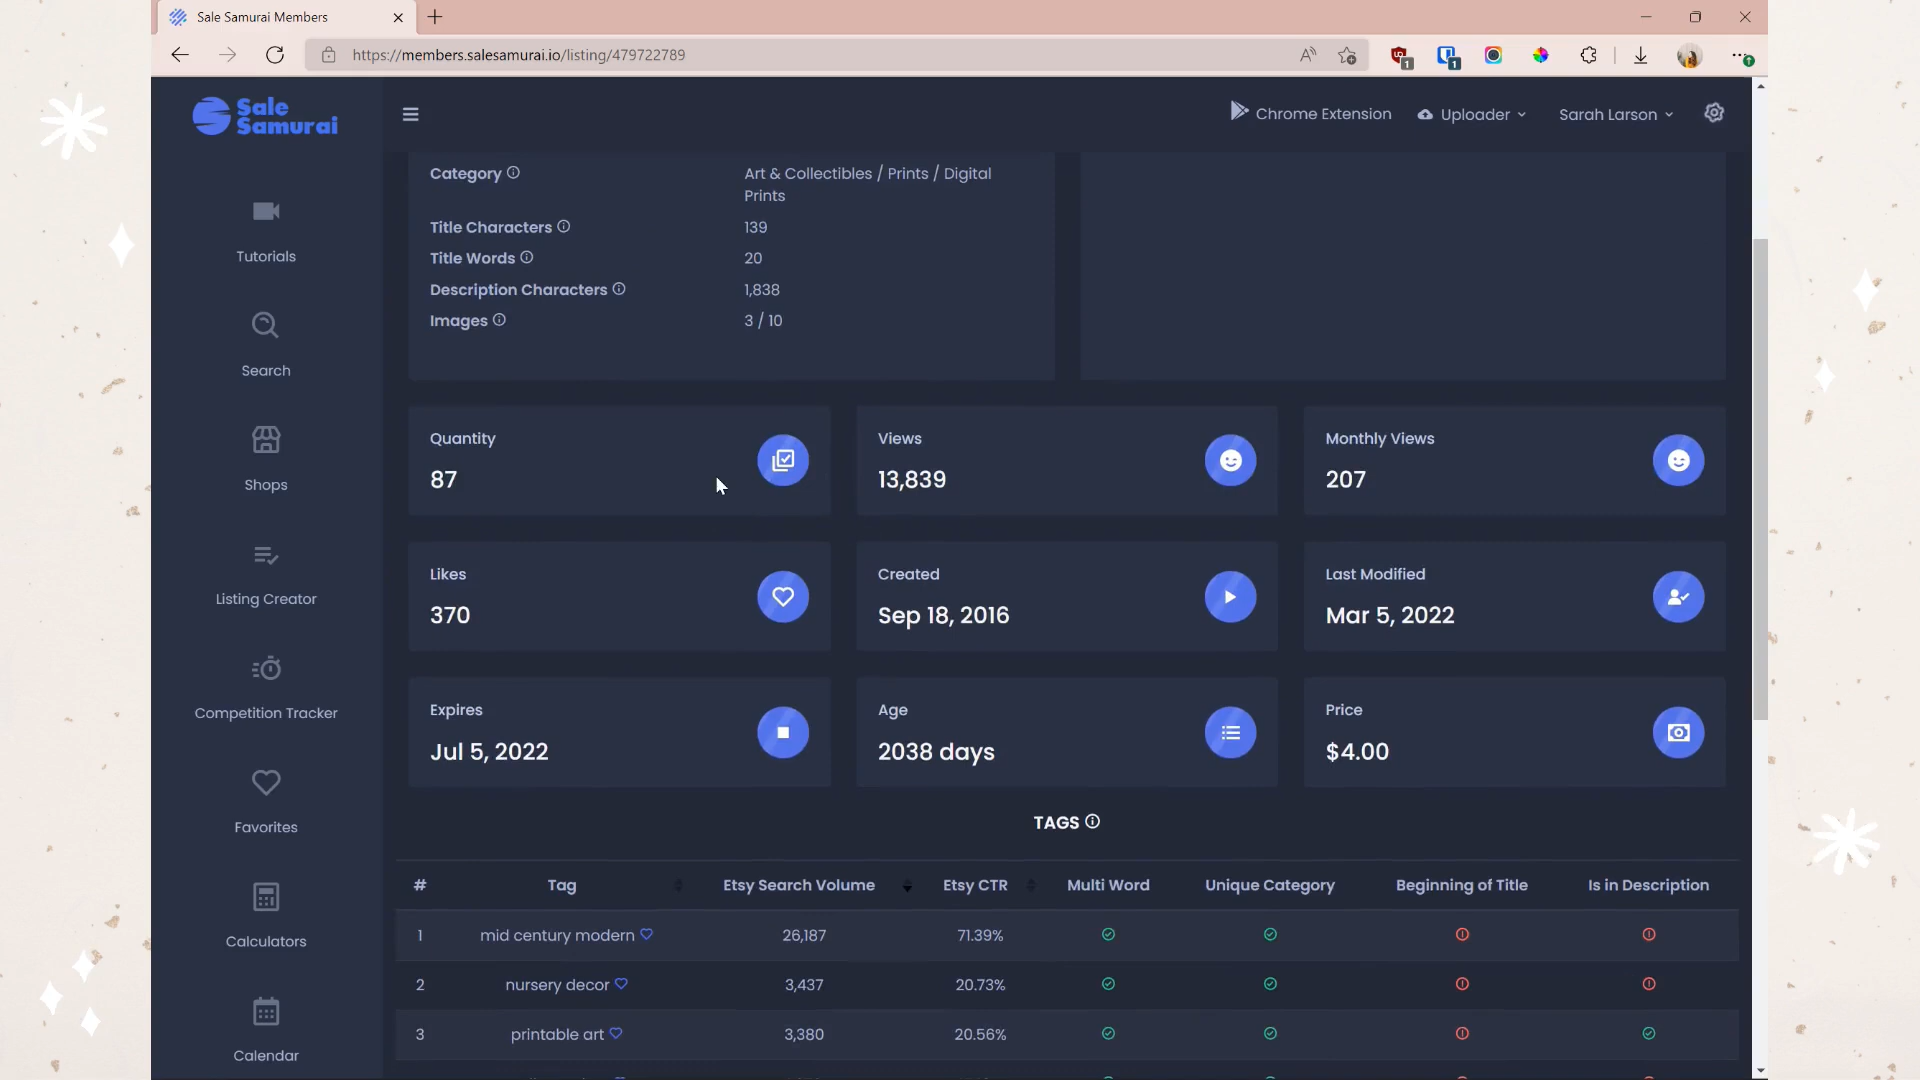 Sale Samurai Members
https://members.salesamurai.io/listing/479722789
1
1
Sale
Samurai
Chrome Extension
Uploader
Sarah Larson
Tutorials
Search
Shops
Listing Creator
Competition Tracker
Favorites
Calculators
Calendar
Category
Art & Collectibles / Prints / Digital
Prints
Title Characters
139
Title Words
20
Description Characters
1,838
Images
3 / 10
Quantity
87
Views
13,839
Monthly Views
207
Likes
370
Created
Sep 18, 2016
Last Modified
Mar 5, 2022
Expires
Jul 5, 2022
Age
2038 days
Price
$4.00
TAGS
# Tag Etsy Search Volume Etsy CTR Multi Word Unique Category Beginning of Title Is in Description
1 mid century modern 26,187 71.39%
2 nursery decor 3,437 20.73%
3 printable art 3,380 20.56%